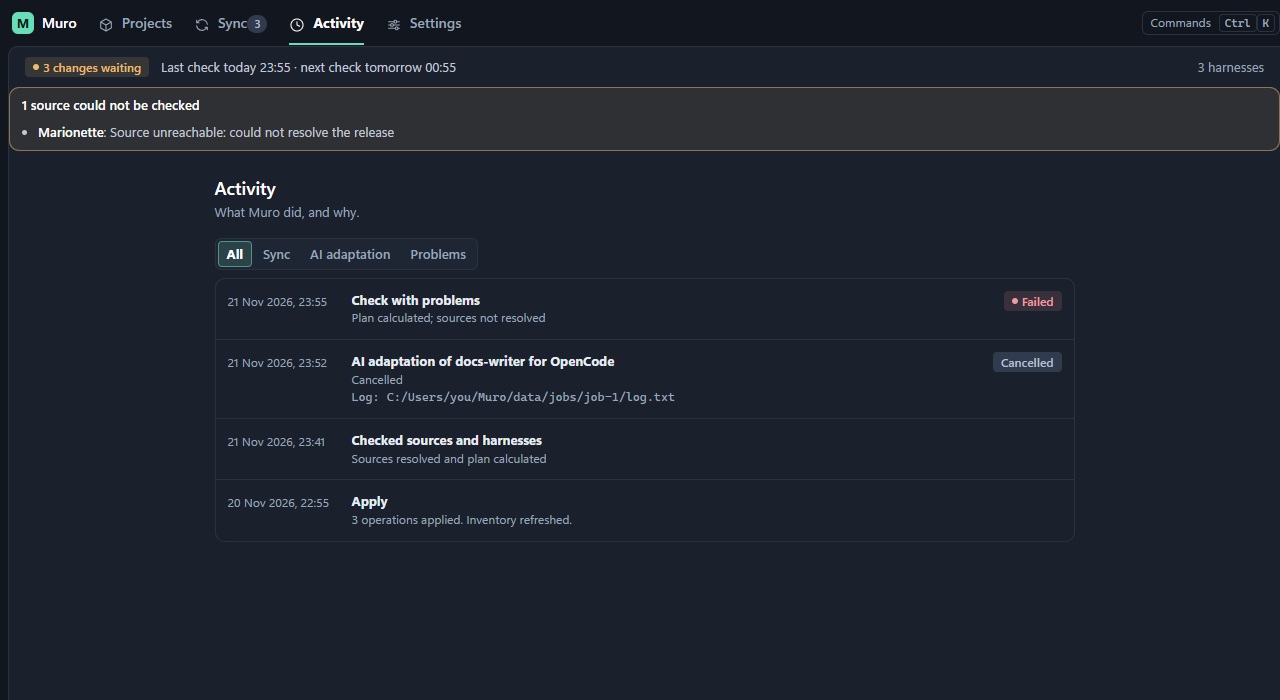 M Muro Projects Sync 3 Activity Settings Commands Ctrl K
3 changes waiting Last check today 23:55 · next check tomorrow 00:55 3 harnesses
1 source could not be checked
Marionette: Source unreachable: could not resolve the release
Activity
What Muro did, and why.
All Sync AI adaptation Problems
21 Nov 2026, 23:55 Check with problems Failed
Plan calculated; sources not resolved
21 Nov 2026, 23:52 AI adaptation of docs-writer for OpenCode Cancelled
Cancelled
Log: C:/Users/you/Muro/data/jobs/job-1/log.txt
21 Nov 2026, 23:41 Checked sources and harnesses
Sources resolved and plan calculated
20 Nov 2026, 22:55 Apply
3 operations applied. Inventory refreshed.